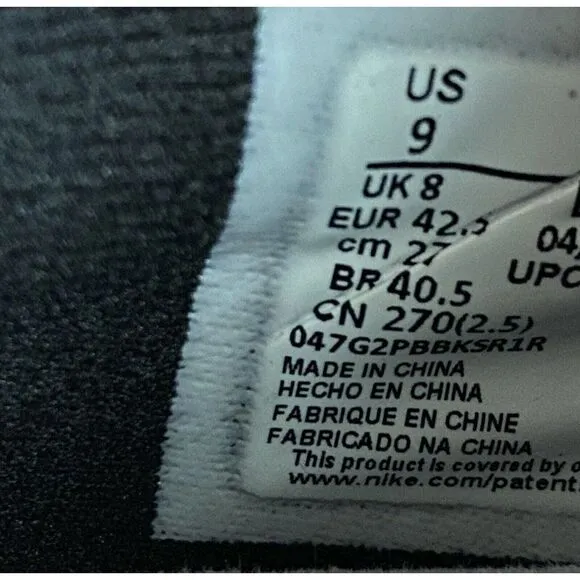 US
9
UK 8
EUR 42.5
cm 27
BR 40.5
CN 270(2.5)
04
UPC
047G2PBBKSR1R
MADE IN CHINA
HECHO EN CHINA
FABRIQUE EN CHINE
FABRICADO NA CHINA
This product is covered by o
www.nike.com/patent